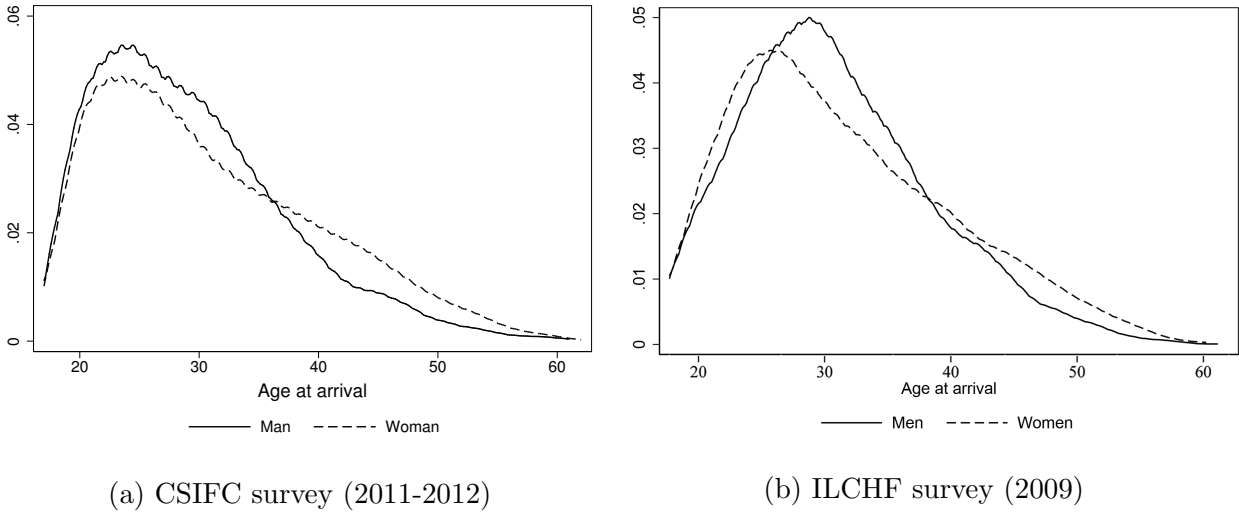 .06
.04
.02
0
20 30 40 50 60
Age at arrival
Man Woman
(a) CSIFC survey (2011-2012)
.05
.04
.03
.02
.01
0
20 30 40 50 60
Age at arrival
Men Women
(b) ILCHF survey (2009)